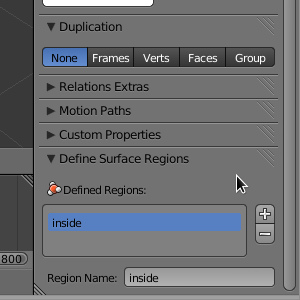 Duplication
None Frames Verts Faces Group
Relations Extras
Motion Paths
Custom Properties
Define Surface Regions
Defined Regions:
inside
800
Region Name: inside